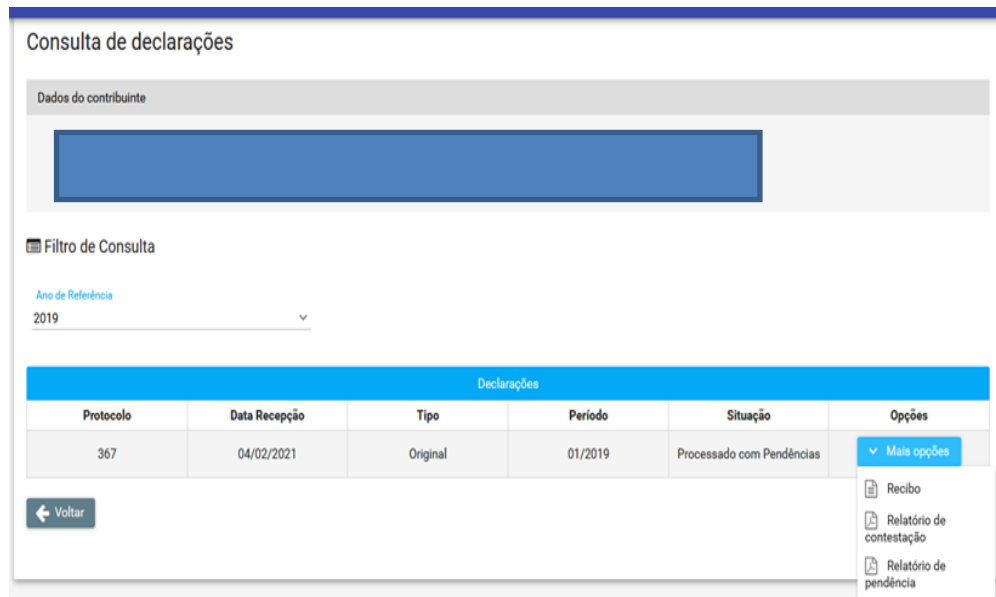 Consulta de declarações
Dados do contribuinte
Filtro de Consulta
Ano de Referência
2019
Declarações
Protocolo Data Recepção Tipo Período Situação Opções
367 04/02/2021 Original 01/2019 Processado com Pendências Mais opções
Recibo
Voltar
Relatório de
contestação
Relatório de
pendência